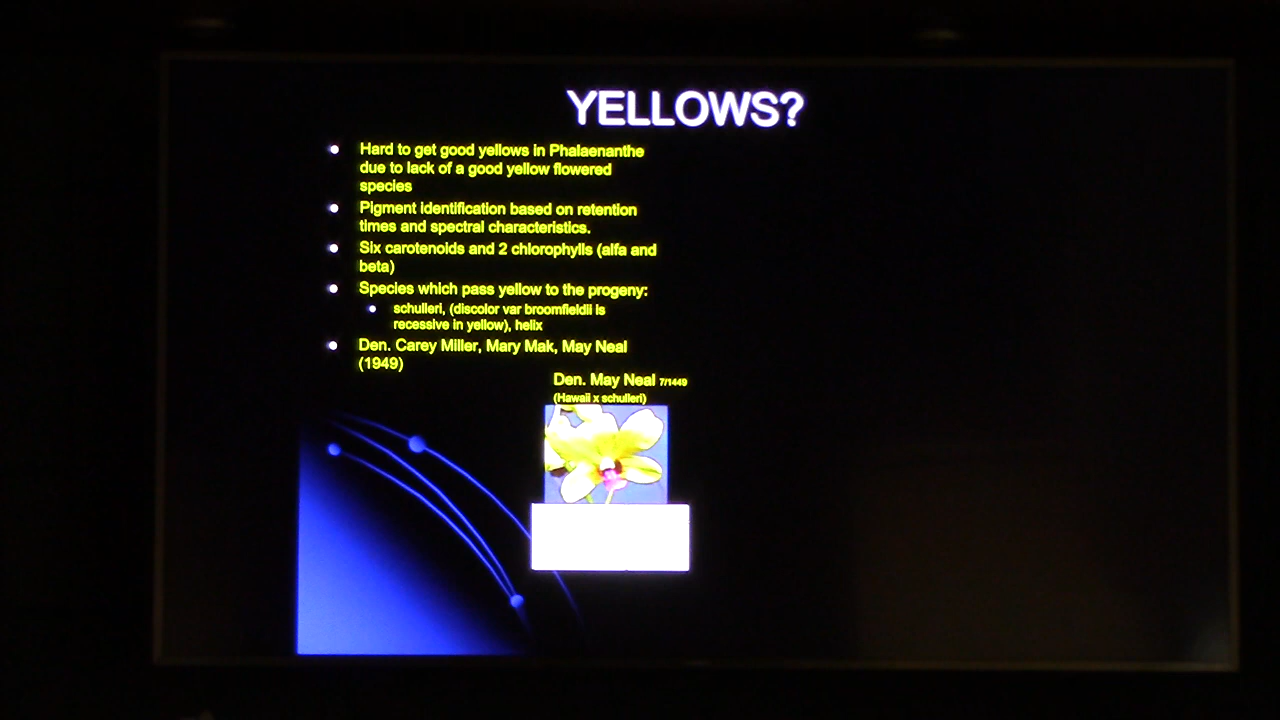 YELLOWS?
Hard to get good yellows in Phalaenanthe
due to lack of a good yellow flowered
species
Pigment identification based on retention
times and spectral characteristics.
Six carotenoids and 2 chlorophylls (alfa and
beta)
Species which pass yellow to the progeny:
schulleri, (discolor var broomfieldii is
recessive in yellow), helix
Den. Carey Miller, Mary Mak, May Neal
(1949)
Den. May Neal 7/1449
(Hawaii x schulleri)